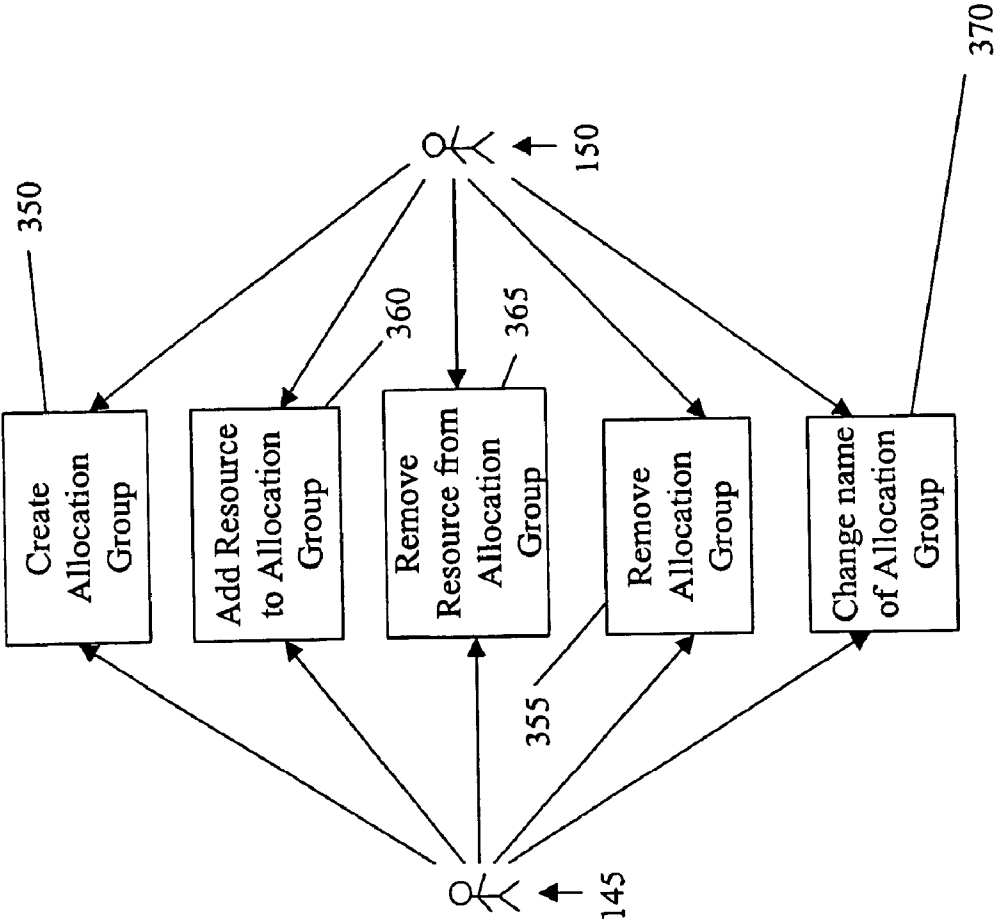 350
Create
Allocation
Group
360
Add Resource
to Allocation
Group
365
Remove
Resource from
Allocation
Group
355
Remove
Allocation
Group
370
Change name
of Allocation
Group
145
150